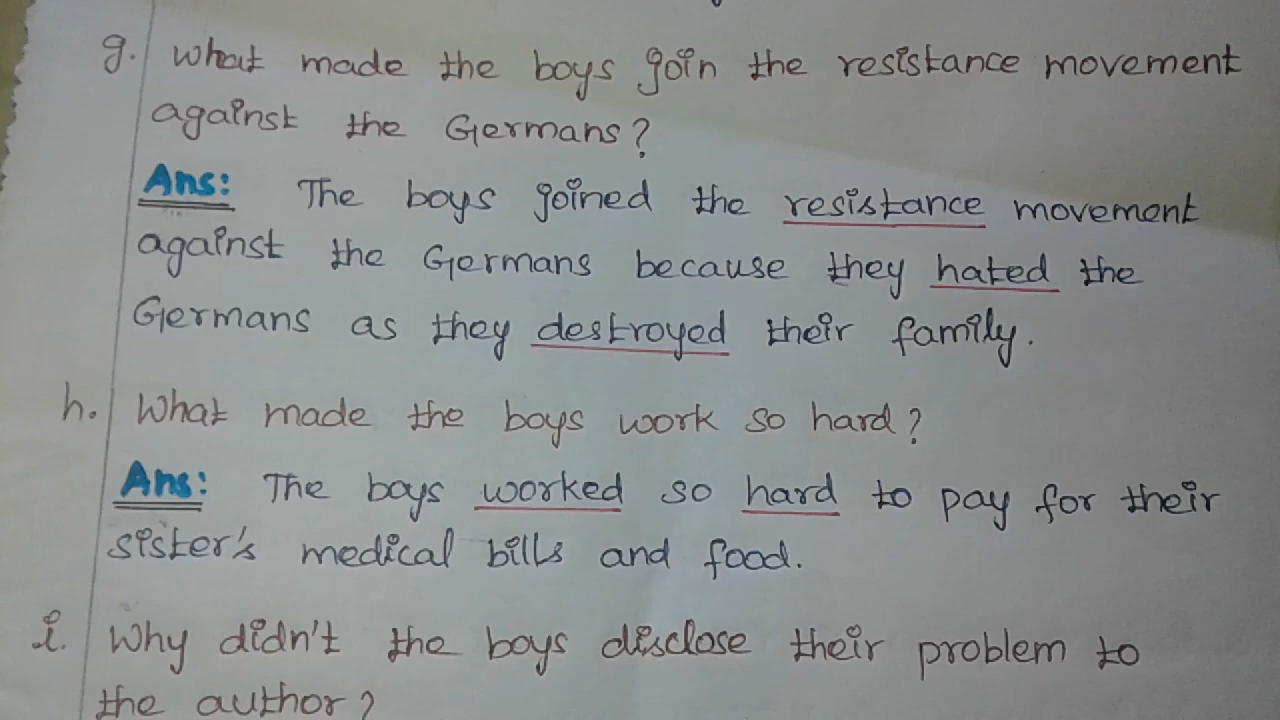 g. What made the boys join the resistance movement
against the Germans?
Ans: The boys joined the resistance movement
against the Germans because they hated the
Germans as they destroyed their family.
h. What made the boys work so hard?
Ans: The boys worked so hard to pay for their
sister's medical bills and food.
i. Why didn't the boys disclose their problem to
the author?